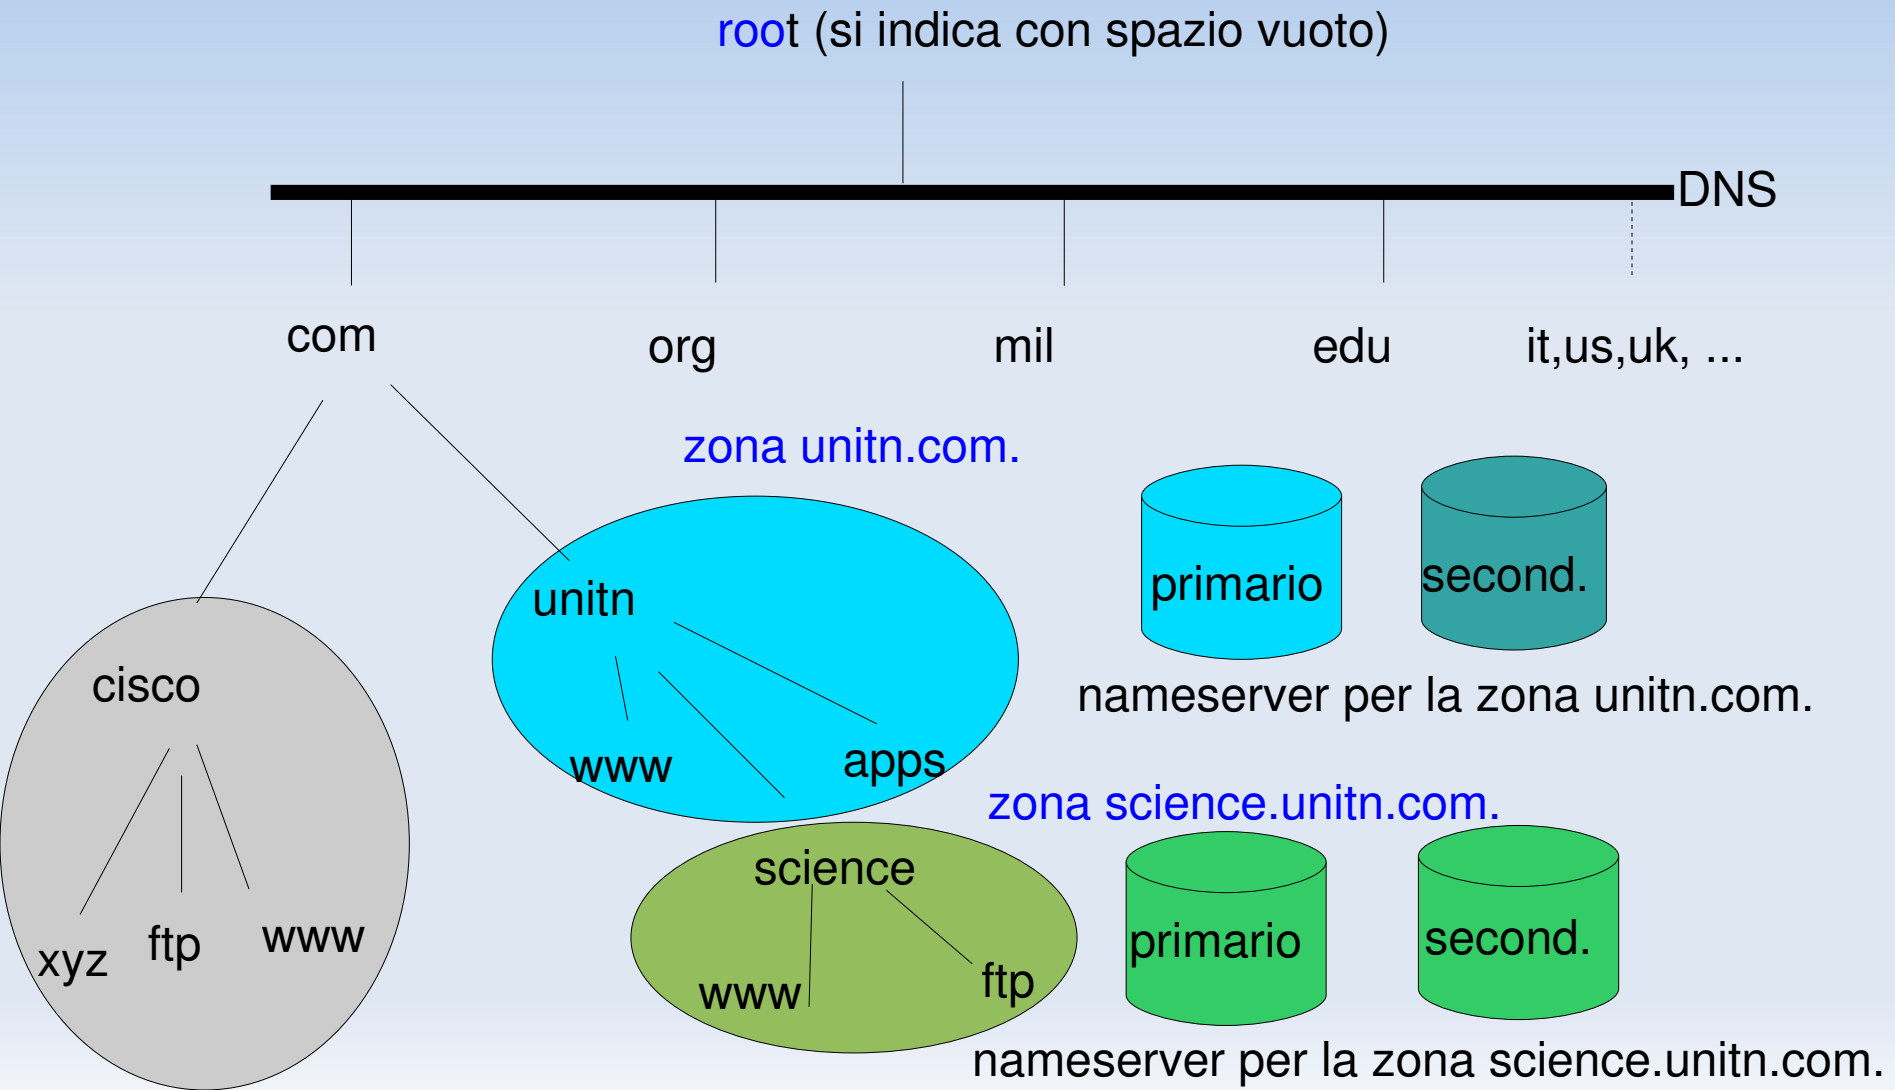 root (si indica con spazio vuoto)
DNS
com
org
mil
edu
it,us,uk, ...
zona unitn.com.
unitn
www
apps
primario
second.
nameserver per la zona unitn.com.
cisco
xyz
ftp
www
zona science.unitn.com.
science
www
ftp
primario
second.
nameserver per la zona science.unitn.com.